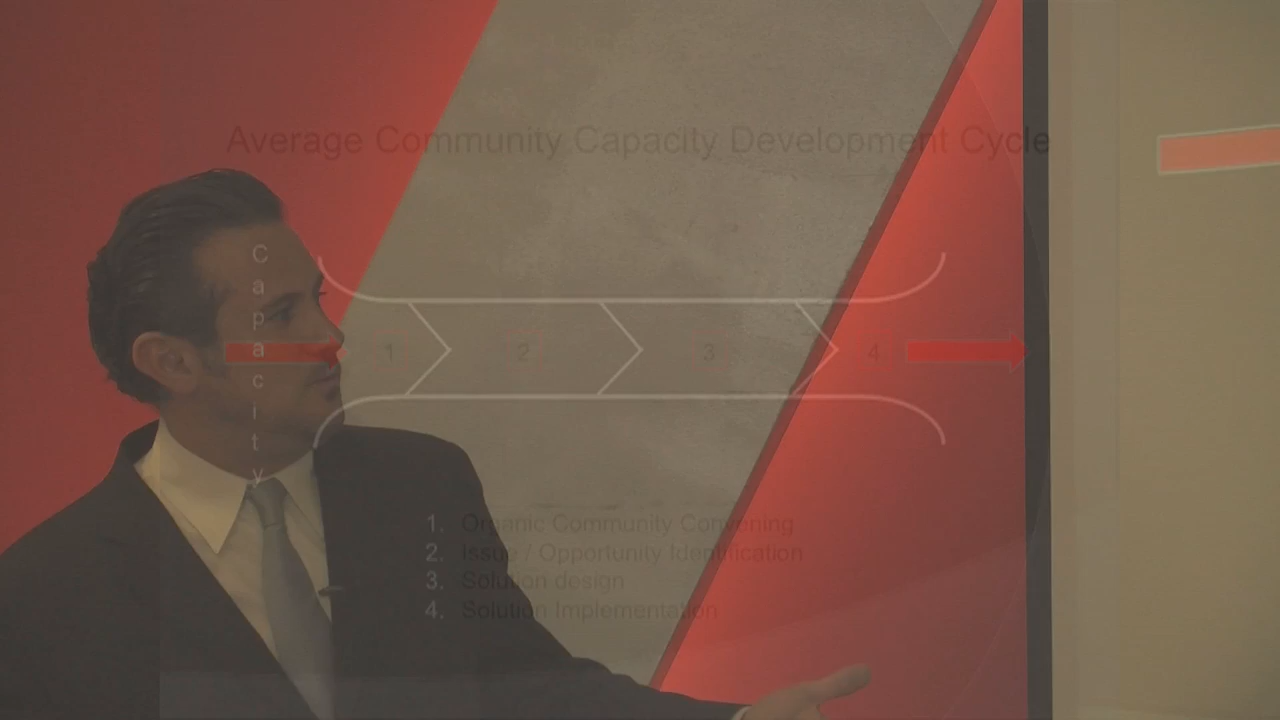 Average Community Capacity Development Cycle
Capacity
1 2 3 4
1. Organic Community Convening
2. Issue / Opportunity Identification
3. Solution design
4. Solution Implementation